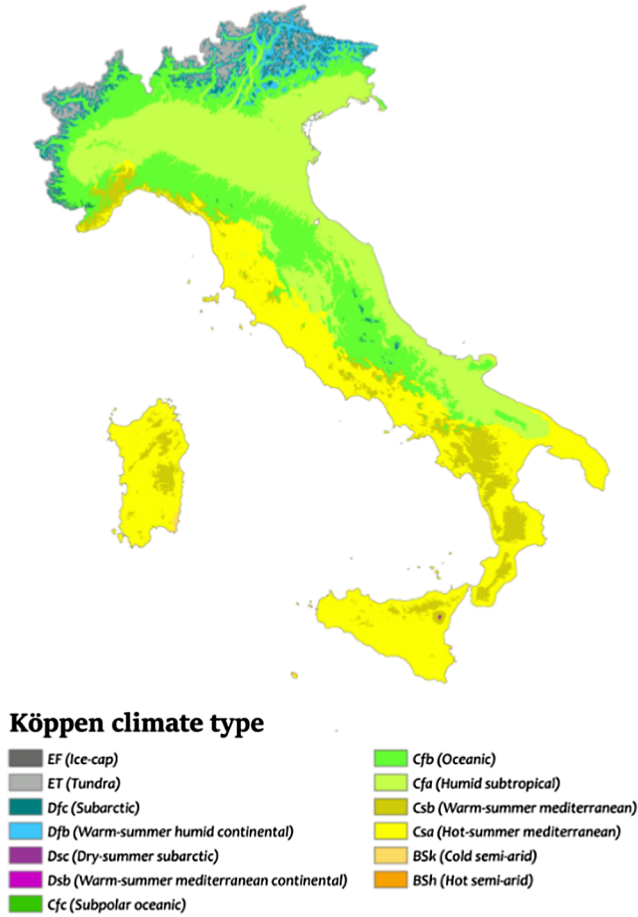 Köppen climate type
EF (Ice-cap)
ET (Tundra)
Dfc (Subarctic)
Dfb (Warm-summer humid continental)
Dsc (Dry-summer subarctic)
Dsb (Warm-summer mediterranean continental)
Cfc (Subpolar oceanic)
Cfb (Oceanic)
Cfa (Humid subtropical)
Csb (Warm-summer mediterranean)
Csa (Hot-summer mediterranean)
BSk (Cold semi-arid)
BSh (Hot semi-arid)